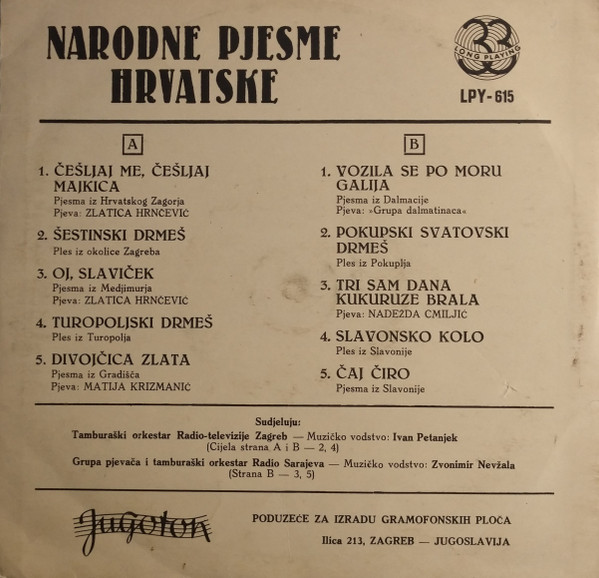 NARODNE PJESME
HRVATSKE
33
LONG PLAYING
LPY-615
A
1. ČEŠLJAJ ME, ČEŠLJAJ
MAJKICA
Pjesma iz Hrvatskog Zagorja
Pjeva: ZLATICA HRNČEVIĆ
2. ŠESTINSKI DRMEŠ
Ples iz okolice Zagreba
3. OJ, SLAVIČEK
Pjesma iz Medjimurja
Pjeva: ZLATICA HRNČEVIĆ
4. TUROPOLJSKI DRMEŠ
Ples iz Turopolja
5. DIVOJČICA ZLATA
Pjesma iz Gradišča
Pjeva: MATIJA KRIZMANIĆ
B
1. VOZILA SE PO MORU
GALIJA
Pjesma iz Dalmacije
Pjeva: »Grupa dalmatinaca«
2. POKUPSKI SVATOVSKI
DRMEŠ
Ples iz Pokuplja
3. TRI SAM DANA
KUKURUZE BRALA
Pjeva: NADEŽDA CMILJIĆ
4. SLAVONSKO KOLO
Ples iz Slavonije
5. ČAJ ČIRO
Pjesma iz Slavonije
Sudjeluju:
Tamburaški orkestar Radio-televizije Zagreb — Muzičko vodstvo: Ivan Petanjek
(Cijela strana A i B — 2, 4)
Grupa pjevača i tamburaški orkestar Radio Sarajeva — Muzičko vodstvo: Zvonimir Nevžala
(Strana B — 3, 5)
Jugoton
PODUZEĆE ZA IZRADU GRAMOFONSKIH PLOČA
Ilica 213, ZAGREB — JUGOSLAVIJA